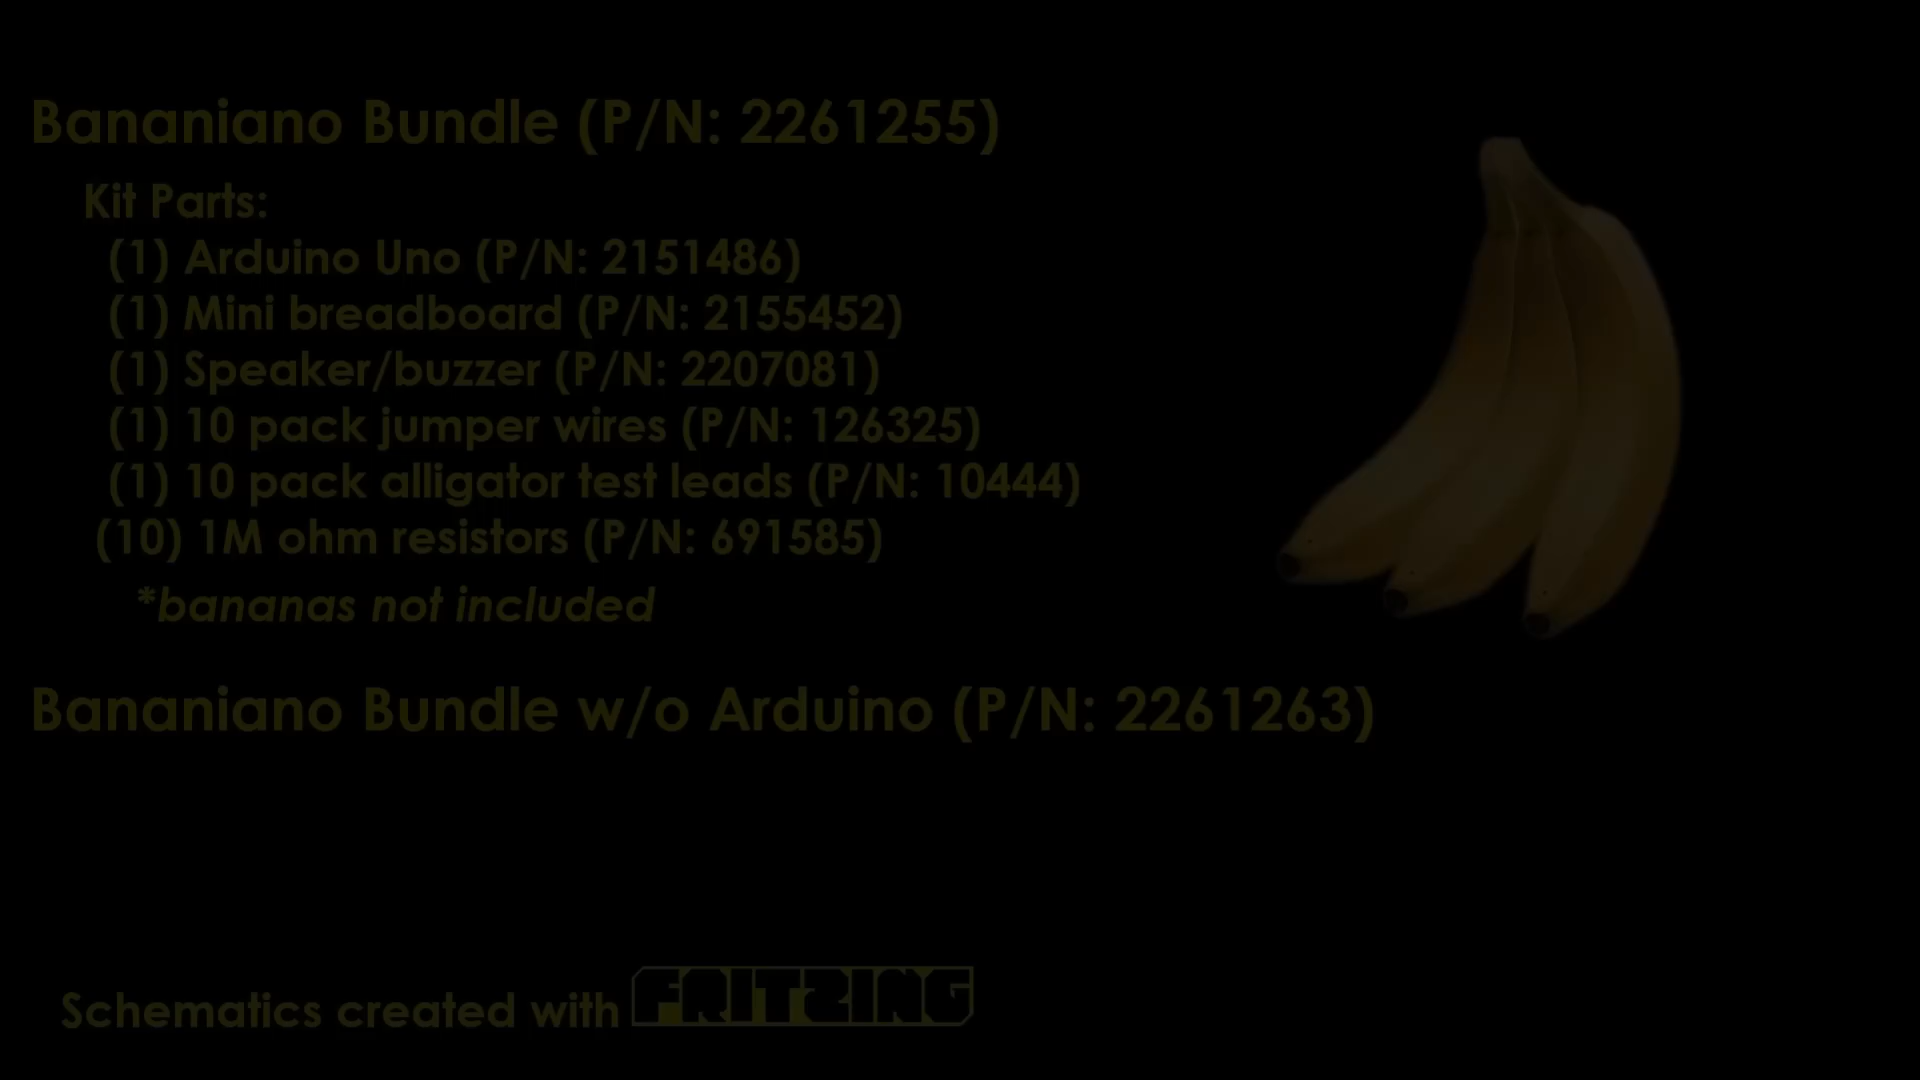 Bananiano Bundle (P/N: 2261255)
Kit Parts:
(1) Arduino Uno (P/N: 2151486)
(1) Mini breadboard (P/N: 2155452)
(1) Speaker/buzzer (P/N: 2207081)
(1) 10 pack jumper wires (P/N: 126325)
(1) 10 pack alligator test leads (P/N: 10444)
(10) 1M ohm resistors (P/N: 691585)
*bananas not included
Bananiano Bundle w/o Arduino (P/N: 2261263)
Schematics created with FRITZING